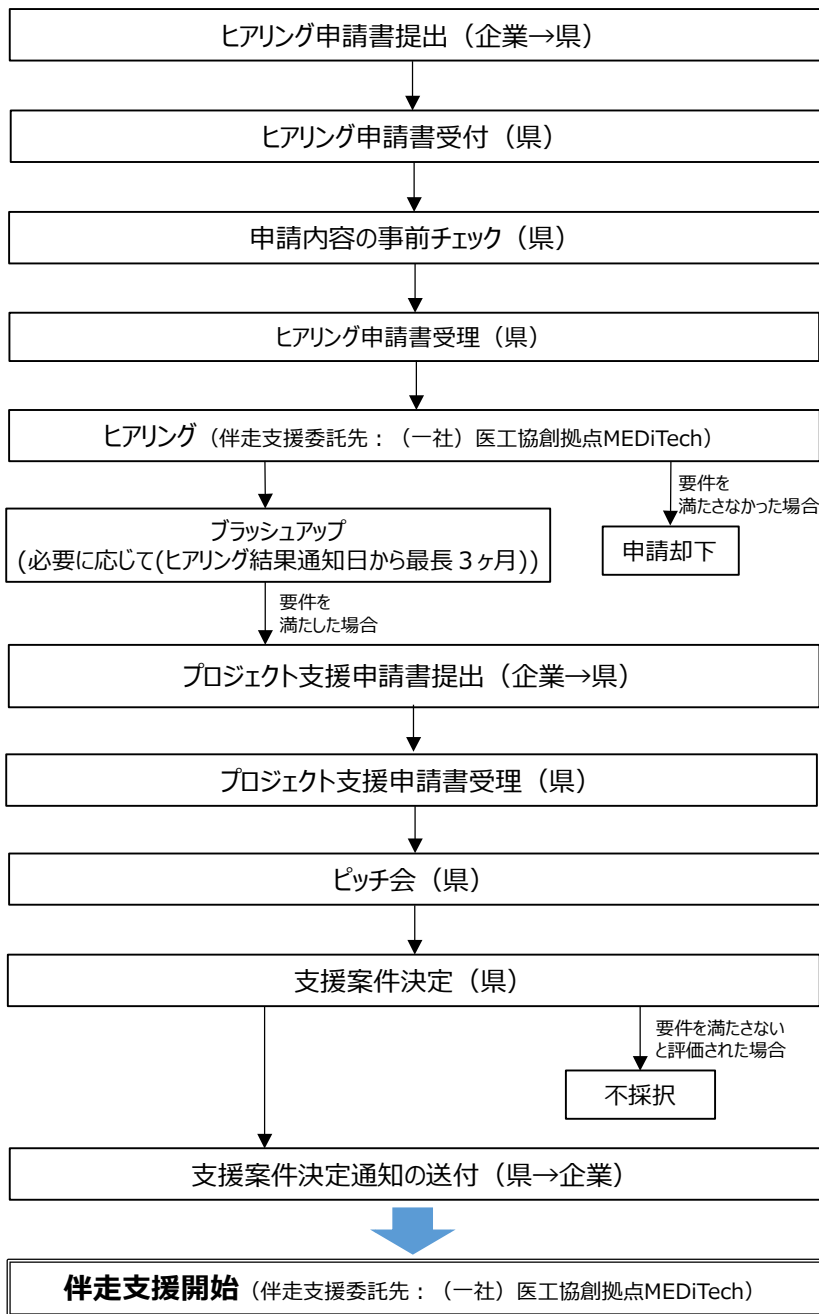 ヒアリング申請書提出（企業→県）
ヒアリング申請書受付（県）
申請内容の事前チェック（県）
ヒアリング申請書受理（県）
ヒアリング（伴走支援委託先：（一社）医工協創拠点MEDiTech）
要件を
満たさなかった場合
ブラッシュアップ
(必要に応じて(ヒアリング結果通知日から最長３ヶ月))
申請却下
要件を
満たした場合
プロジェクト支援申請書提出（企業→県）
プロジェクト支援申請書受理（県）
ピッチ会（県）
支援案件決定（県）
要件を満たさない
と評価された場合
不採択
支援案件決定通知の送付（県→企業）
伴走支援開始（伴走支援委託先：（一社）医工協創拠点MEDiTech）